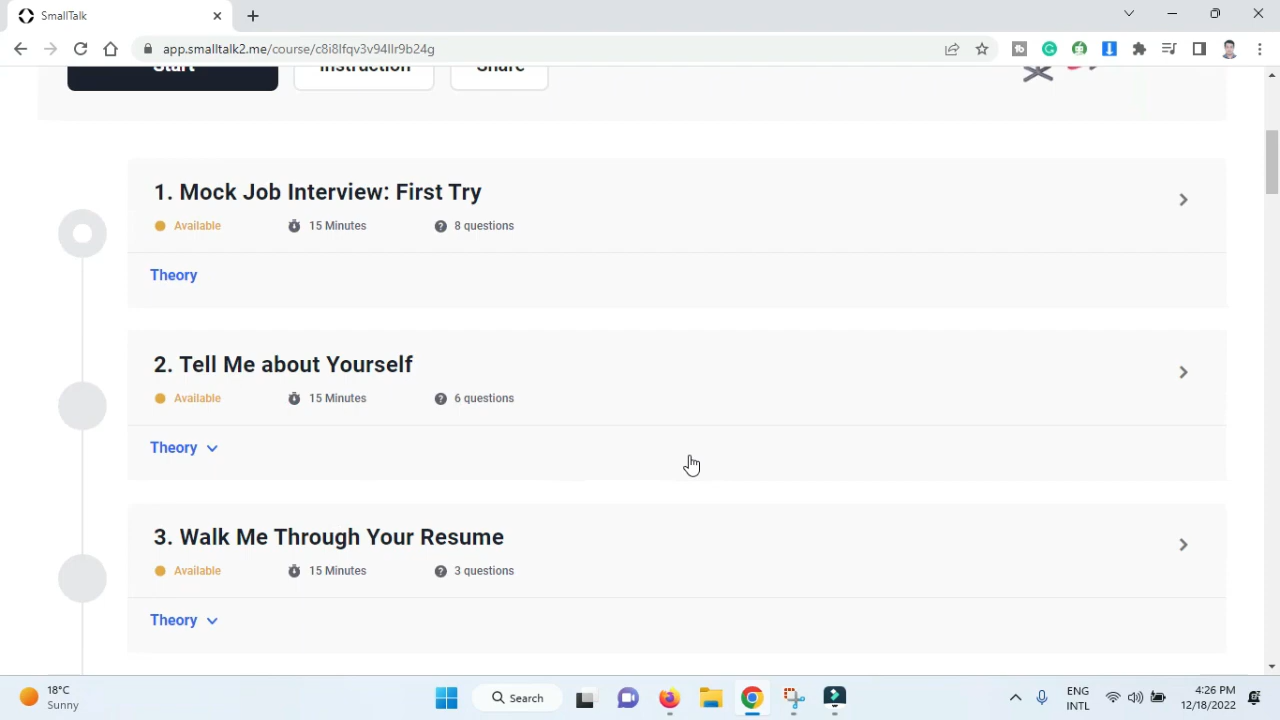 SmallTalk
app.smalltalk2.me/course/c8i8lfqv3v94llr9b24g
Start
Instruction
Share
1. Mock Job Interview: First Try
Available
15 Minutes
8 questions
Theory
2. Tell Me about Yourself
Available
15 Minutes
6 questions
Theory
3. Walk Me Through Your Resume
Available
15 Minutes
3 questions
Theory
18°C
Sunny
Search
ENG
INTL
4:26 PM
12/18/2022